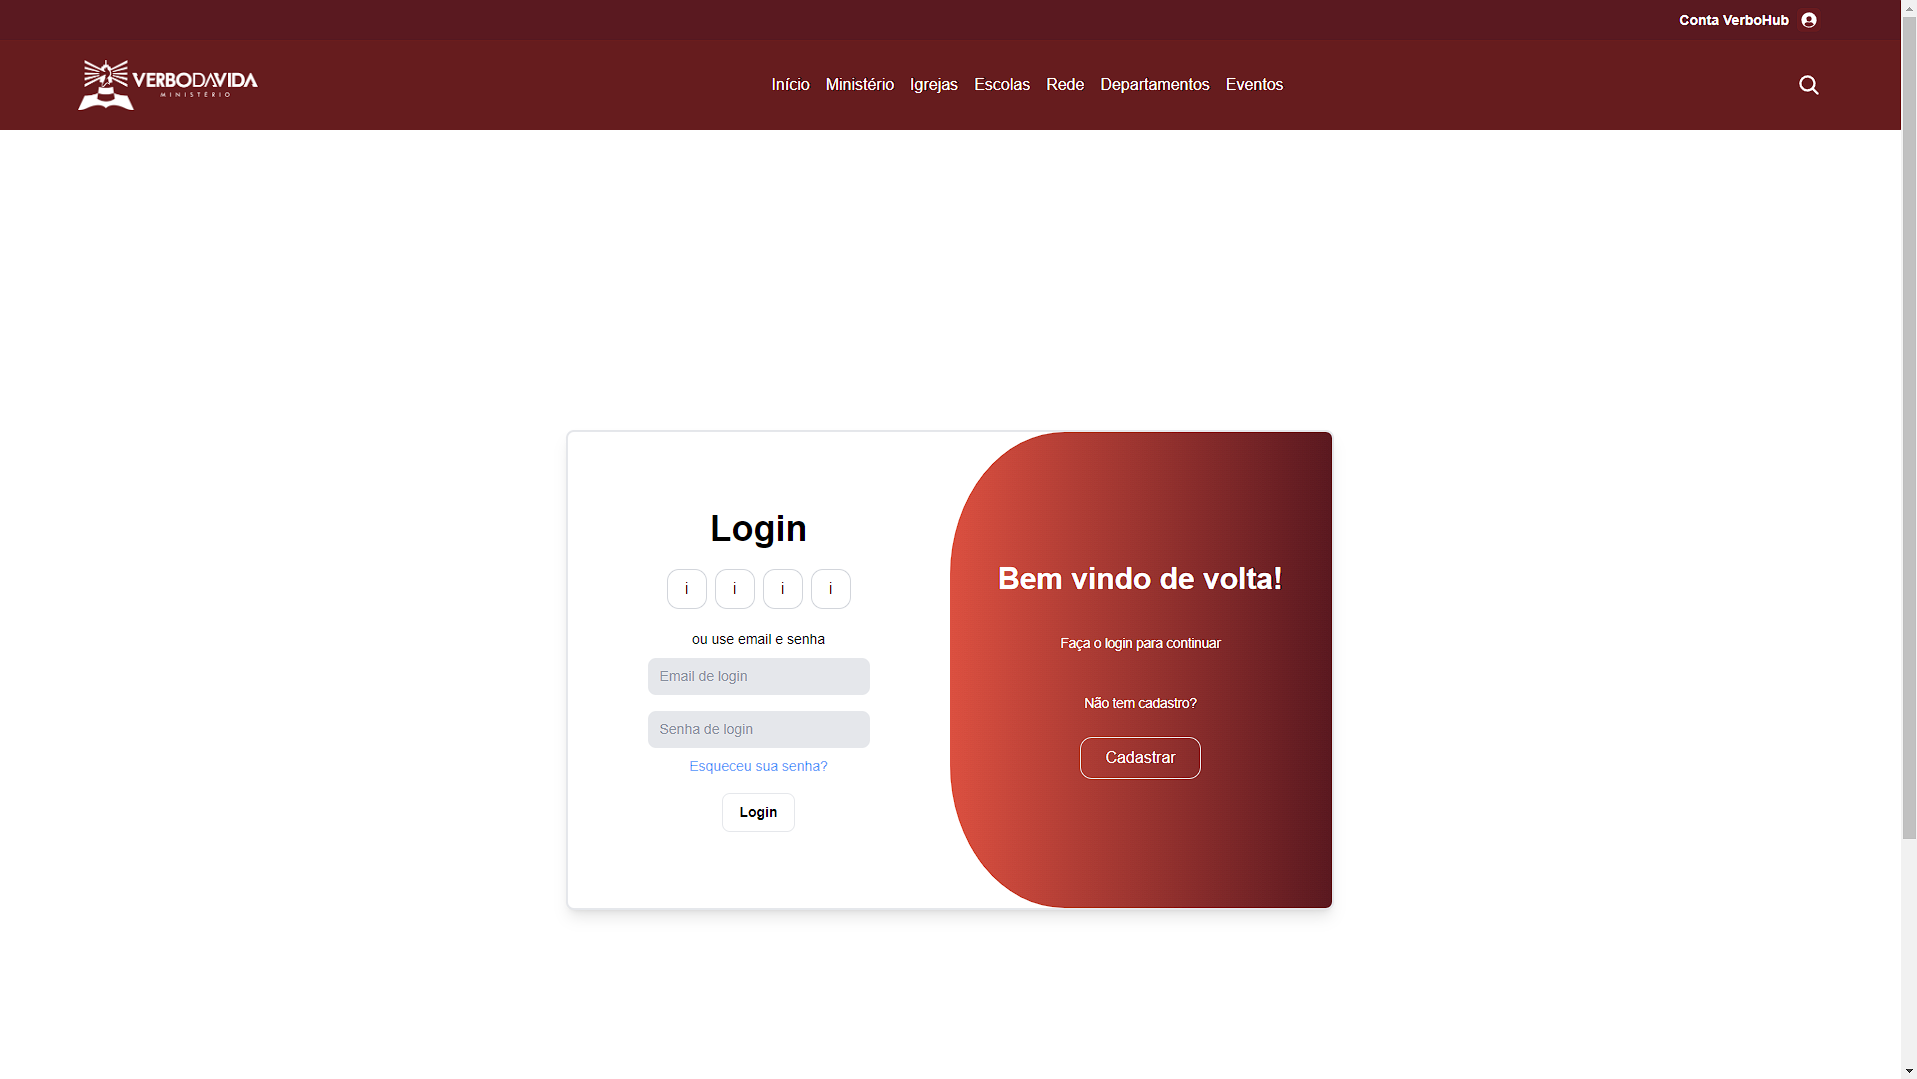 Conta VerboHub
VERBODAVIDA
MINISTÉRIO
Início Ministério Igrejas Escolas Rede Departamentos Eventos
Login
i i i i
ou use email e senha
Email de login
Senha de login
Esqueceu sua senha?
Login
Bem vindo de volta!
Faça o login para continuar
Não tem cadastro?
Cadastrar